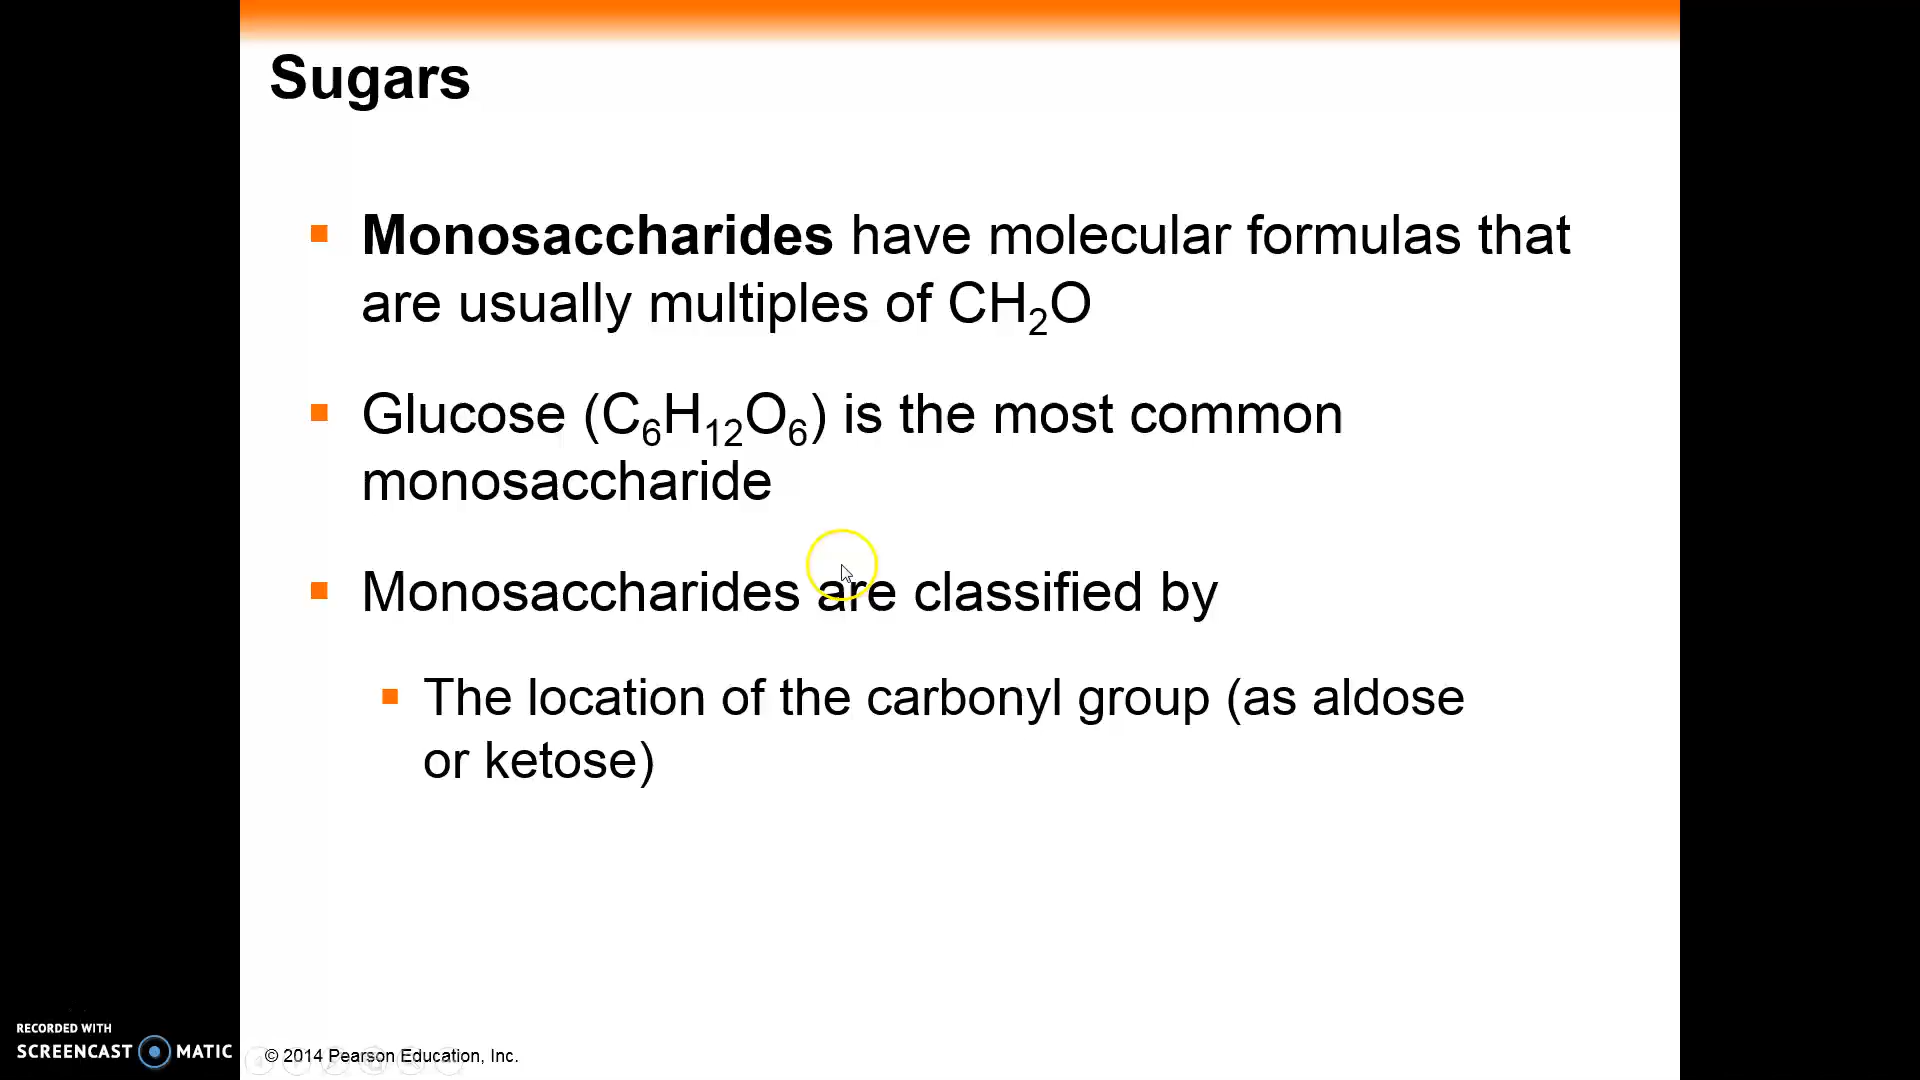 Sugars
Monosaccharides have molecular formulas that
are usually multiples of CH₂O
Glucose (C₆H₁₂O₆) is the most common
monosaccharide
Monosaccharides are classified by
The location of the carbonyl group (as aldose
or ketose)
RECORDED WITH
SCREENCAST MATIC
© 2014 Pearson Education, Inc.